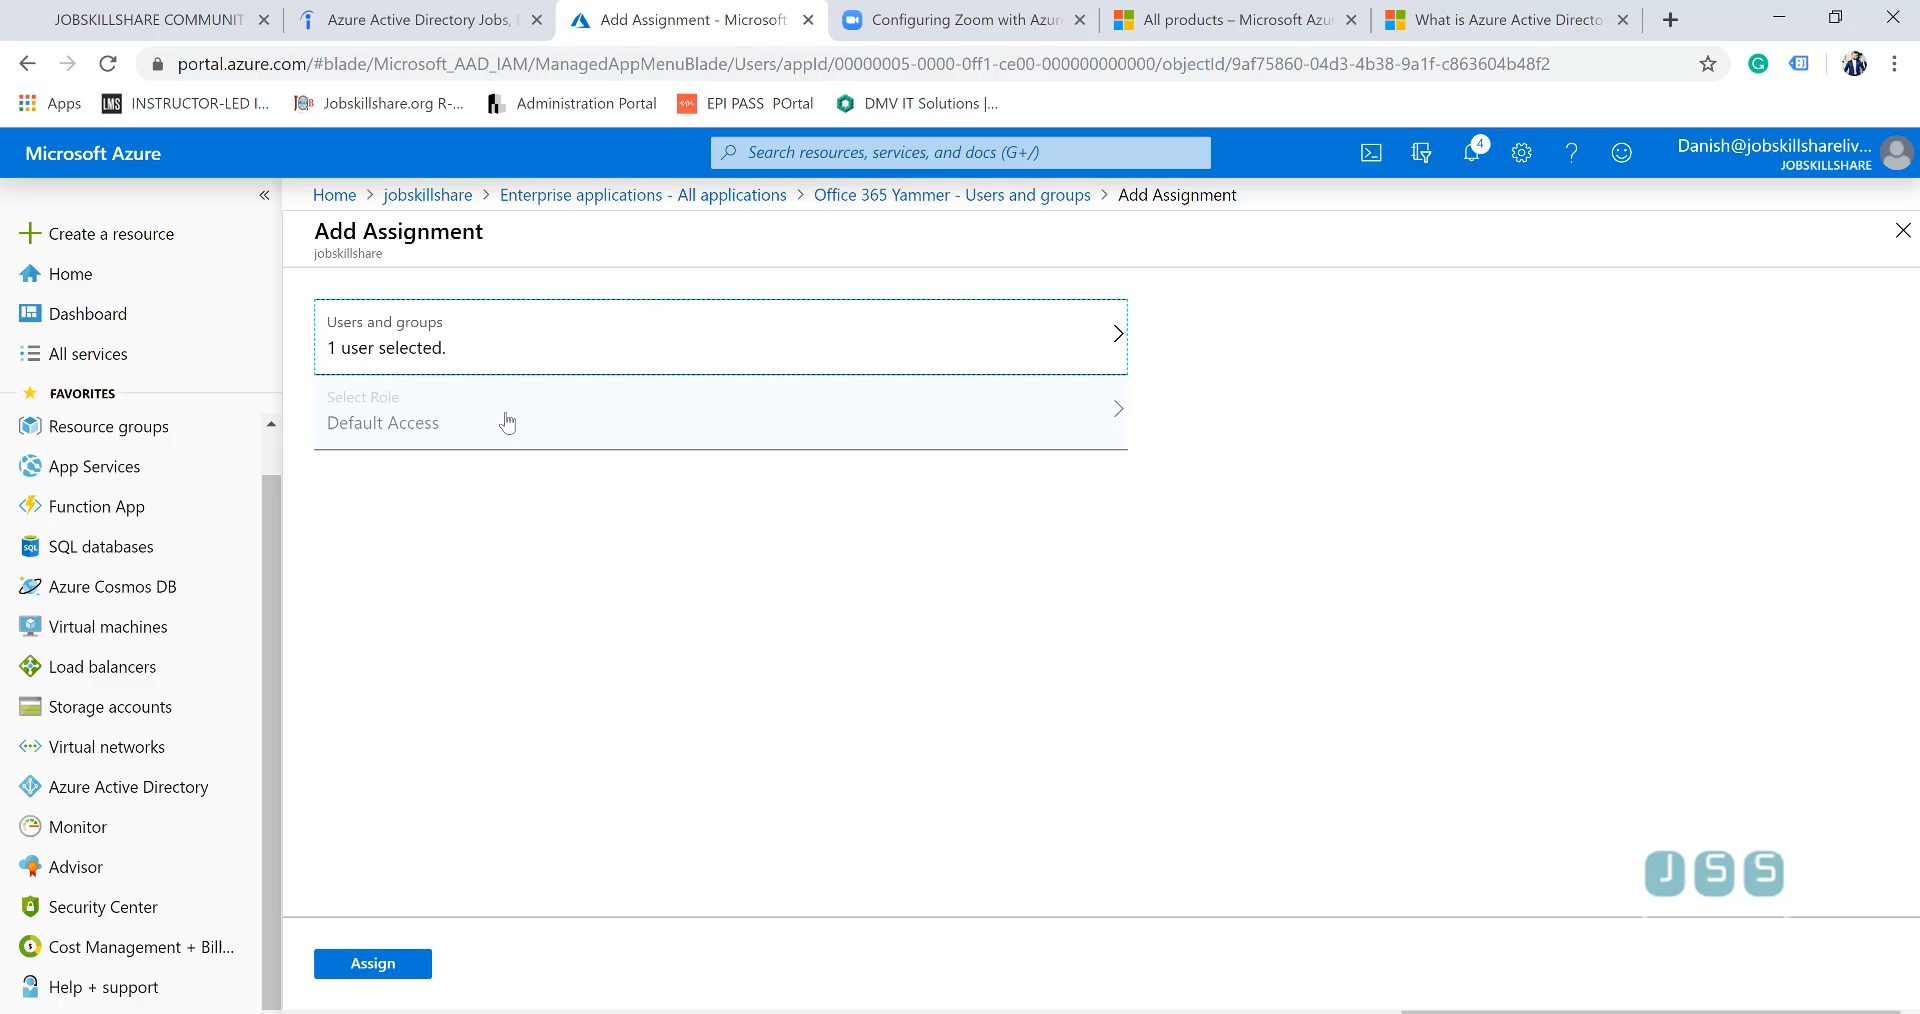 JOBSKILLSHARE COMMUNIT
Azure Active Directory Jobs,
Add Assignment - Microsoft
Configuring Zoom with Azur
All products – Microsoft Azu
What is Azure Active Directo
portal.azure.com/#blade/Microsoft_AAD_IAM/ManagedAppMenuBlade/Users/appId/00000005-0000-0ff1-ce00-000000000000/objectId/9af75860-04d3-4b38-9a1f-c863604b48f2
Apps
LMS
INSTRUCTOR-LED I...
Jobskillshare.org R-...
Administration Portal
EPI PASS POrtal
DMV IT Solutions |...
Microsoft Azure
Search resources, services, and docs (G+/)
4
Danish@jobskillshareliv...
JOBSKILLSHARE
Home > jobskillshare > Enterprise applications - All applications > Office 365 Yammer - Users and groups > Add Assignment
Add Assignment
jobskillshare
Create a resource
Home
Dashboard
All services
FAVORITES
Resource groups
App Services
Function App
SQL databases
Azure Cosmos DB
Virtual machines
Load balancers
Storage accounts
Virtual networks
Azure Active Directory
Monitor
Advisor
Security Center
Cost Management + Bill...
Help + support
Users and groups
1 user selected.
Select Role
Default Access
JSS
Assign